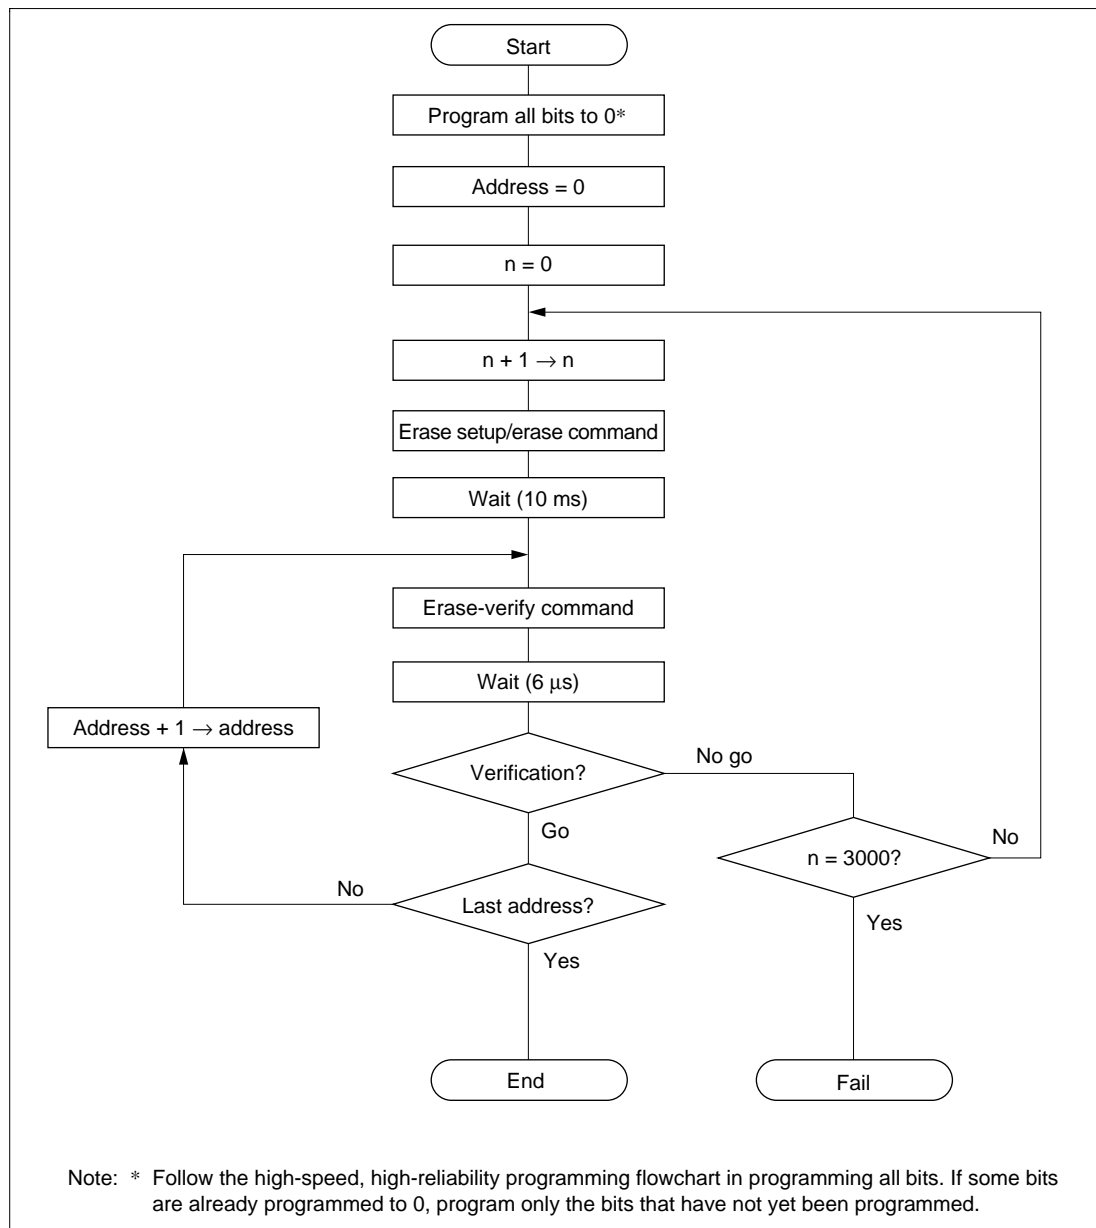 Start
Program all bits to 0*
Address = 0
n = 0
n + 1 → n
Erase setup/erase command
Wait (10 ms)
Erase-verify command
Wait (6 μs)
Address + 1 → address
Verification?
No go
Go
n = 3000?
No
No
Last address?
Yes
Yes
End
Fail
Note: * Follow the high-speed, high-reliability programming flowchart in programming all bits. If some bits
are already programmed to 0, program only the bits that have not yet been programmed.